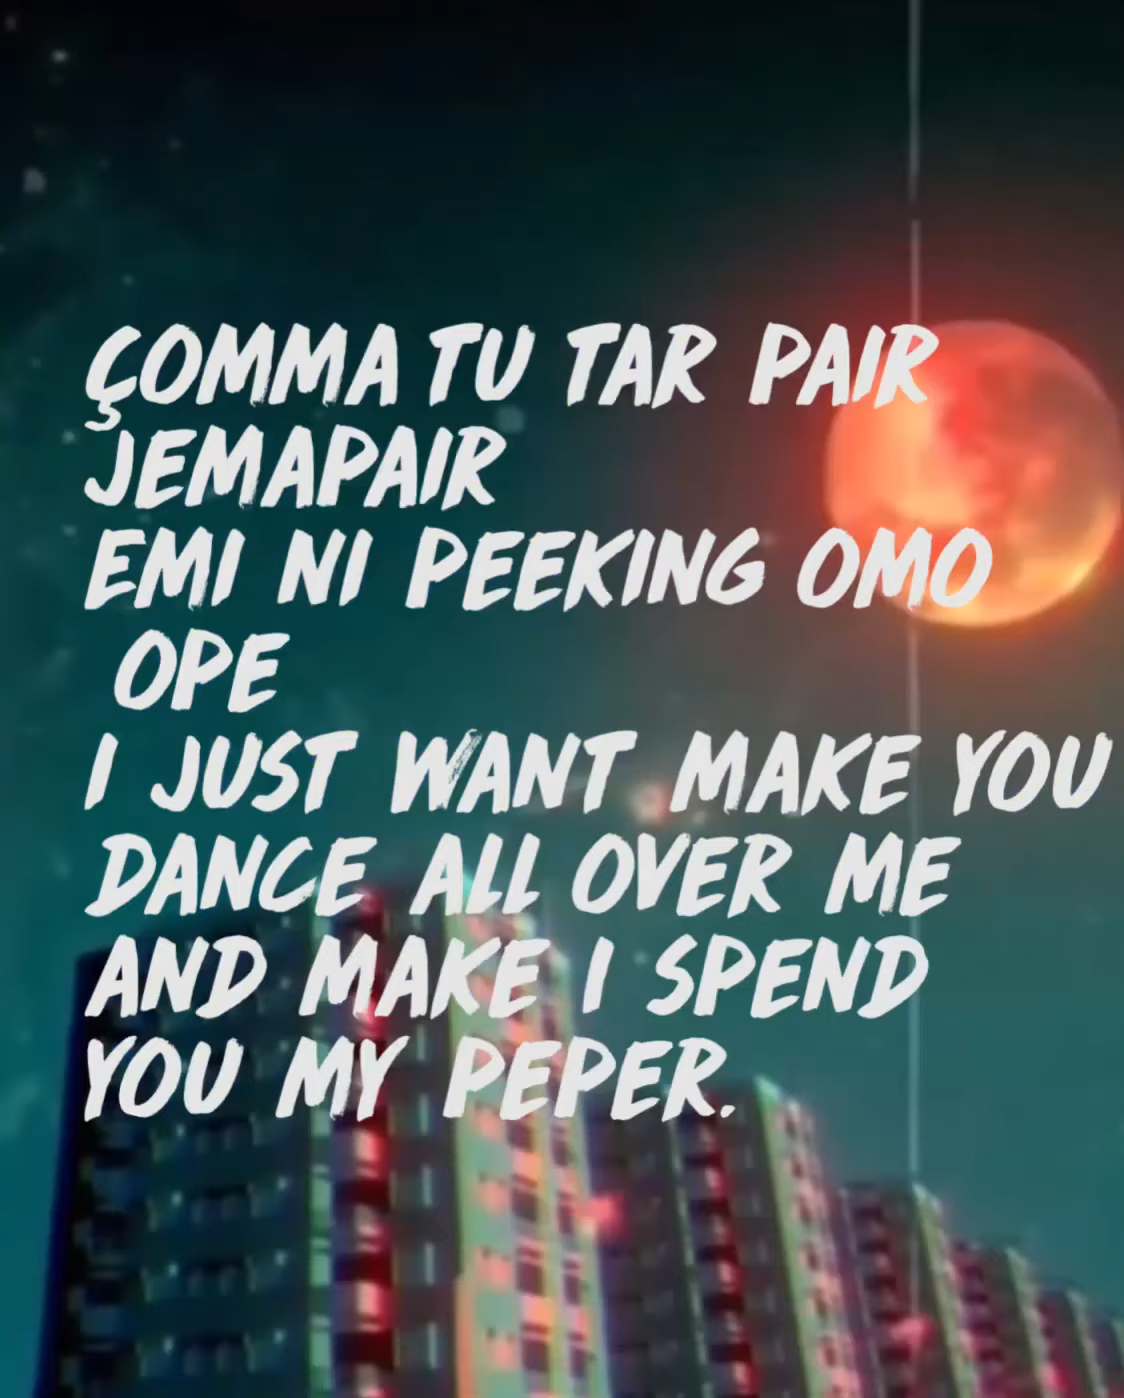 ÇOMMA TU TAR PAIR
JEMAPAIR
EMI NI PEEKING OMO
OPE
I JUST WANT MAKE YOU
DANCE ALL OVER ME
AND MAKE I SPEND
YOU MY PEPER.